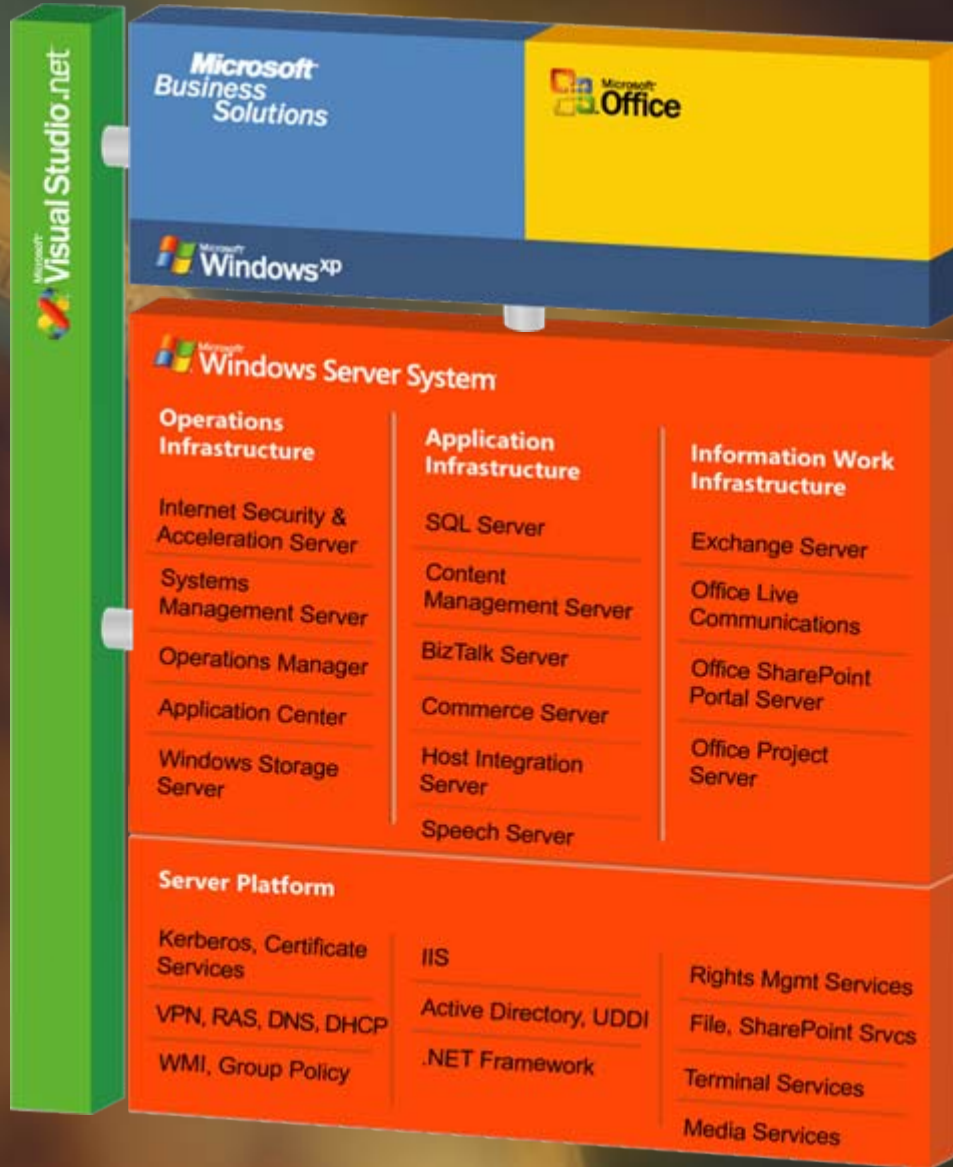 Microsoft
Visual Studio.net
Microsoft
Business
Solutions
Microsoft
Office
Microsoft
Windows xp
Microsoft
Windows Server System
Operations
Infrastructure
Internet Security &
Acceleration Server
Systems
Management Server
Operations Manager
Application Center
Windows Storage
Server
Application
Infrastructure
SQL Server
Content
Management Server
BizTalk Server
Commerce Server
Host Integration
Server
Speech Server
Information Work
Infrastructure
Exchange Server
Office Live
Communications
Office SharePoint
Portal Server
Office Project
Server
Server Platform
Kerberos, Certificate
Services
VPN, RAS, DNS, DHCP
WMI, Group Policy
IIS
Active Directory, UDDI
.NET Framework
Rights Mgmt Services
File, SharePoint Srvcs
Terminal Services
Media Services